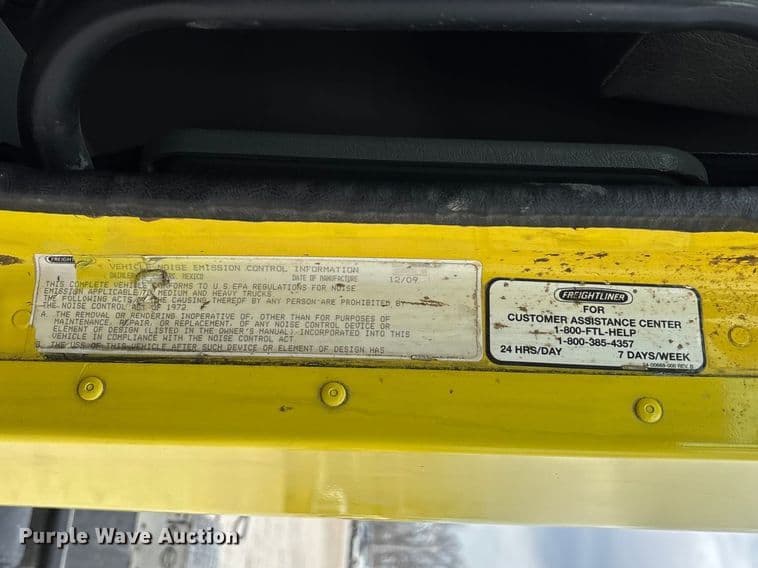 FREIGHT
VEHICLE NOISE EMISSION CONTROL INFORMATION
DAIMLER MEXICO DATE OF MANUFACTURE 12/09
THIS COMPLETE VEHICLE CONFORMS TO U.S EPA REGULATIONS FOR NOISE
EMISSION APPLICABLE TO MEDIUM AND HEAVY TRUCKS.
THE FOLLOWING ACTS OR THE CAUSING THEREOF BY ANY PERSON ARE PROHIBITED BY
THE NOISE CONTROL ACT OF 1972
A. THE REMOVAL OR RENDERING INOPERATIVE OF, OTHER THAN FOR PURPOSES OF
MAINTENANCE, REPAIR, OR REPLACEMENT, OF ANY NOISE CONTROL DEVICE OR
ELEMENT OF DESIGN (LISTED IN THE OWNER'S MANUAL) INCORPORATED INTO THIS
VEHICLE IN COMPLIANCE WITH THE NOISE CONTROL ACT
THE USE OF THIS VEHICLE AFTER SUCH DEVICE OR ELEMENT OF DESIGN HAS
FREIGHTLINER
FOR
CUSTOMER ASSISTANCE CENTER
1-800-FTL-HELP
1-800-385-4357
24 HRS/DAY 7 DAYS/WEEK
Purple Wave Auction